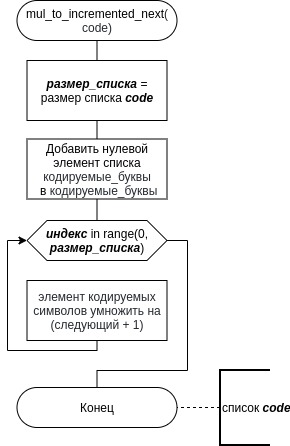 mul_to_incremented_next(
code)
размер_списка =
размер списка code
Добавить нулевой
элемент списка
кодируемые_буквы
в кодируемые_буквы
индекс in range(0,
размер_списка)
элемент кодируемых
символов умножить на
(следующий + 1)
Конец
список code